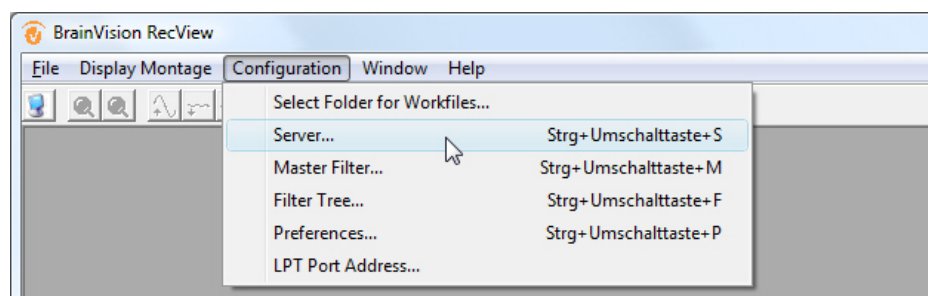 BrainVision RecView
File Display Montage Configuration Window Help
Select Folder for Workfiles...
Server... Strg+Umschalttaste+S
Master Filter... Strg+Umschalttaste+M
Filter Tree... Strg+Umschalttaste+F
Preferences... Strg+Umschalttaste+P
LPT Port Address...